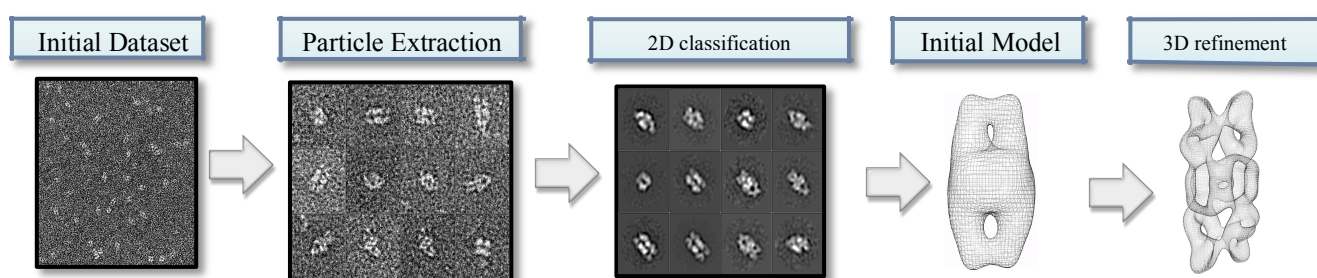 Initial Dataset
Particle Extraction
2D classification
Initial Model
3D refinement